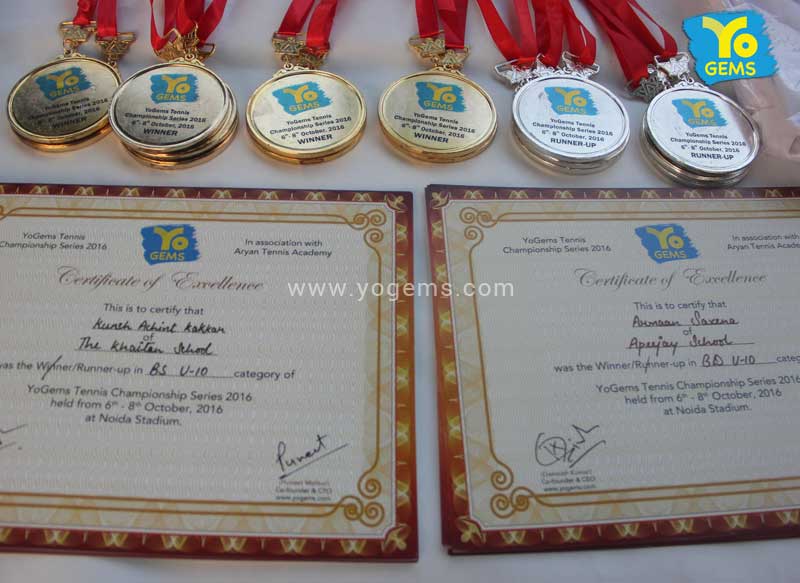 Yo
GEMS
Yo
GEMS
YoGems Tennis
Championship Series 2016
October, 2016
WINNER
Yo
GEMS
YoGems Tennis
Championship Series 2016
6th - 8th October, 2016
WINNER
Yo
GEMS
YoGems Tennis
Championship Series 2016
6th - 8th October, 2016
WINNER
Yo
GEMS
YoGems Tennis
Championship Series 2016
6th - 8th October, 2016
WINNER
Yo
GEMS
YoGems Tennis
Championship Series 2016
6th - 8th October, 2016
RUNNER-UP
Yo
GEMS
YoGems Tennis
Championship Series 2016
6th - 8th October, 2016
RUNNER-UP
YoGems Tennis
Championship Series 2016
Yo
GEMS
In association with
Aryan Tennis Academy
Certificate of Excellence
This is to certify that
Achint Kakkar
of
The Khaitan School
was the Winner/Runner-up in BS U-10 category of
YoGems Tennis Championship Series 2016
held from 6th - 8th October, 2016
at Noida Stadium.
Puneet
Co-founder & CTO
www.yogems.com
YoGems Tennis
Championship Series 2016
Yo
GEMS
In association with
Aryan Tennis Academy
Certificate of Excellence
This is to certify that
Armaan Saxena
of
Apeejay School
was the Winner/Runner-up in BD U-10 category
YoGems Tennis Championship Series 2016
held from 6th - 8th October, 2016
at Noida Stadium.
Co-founder & CEO
www.yogems.com
www.yogems.com